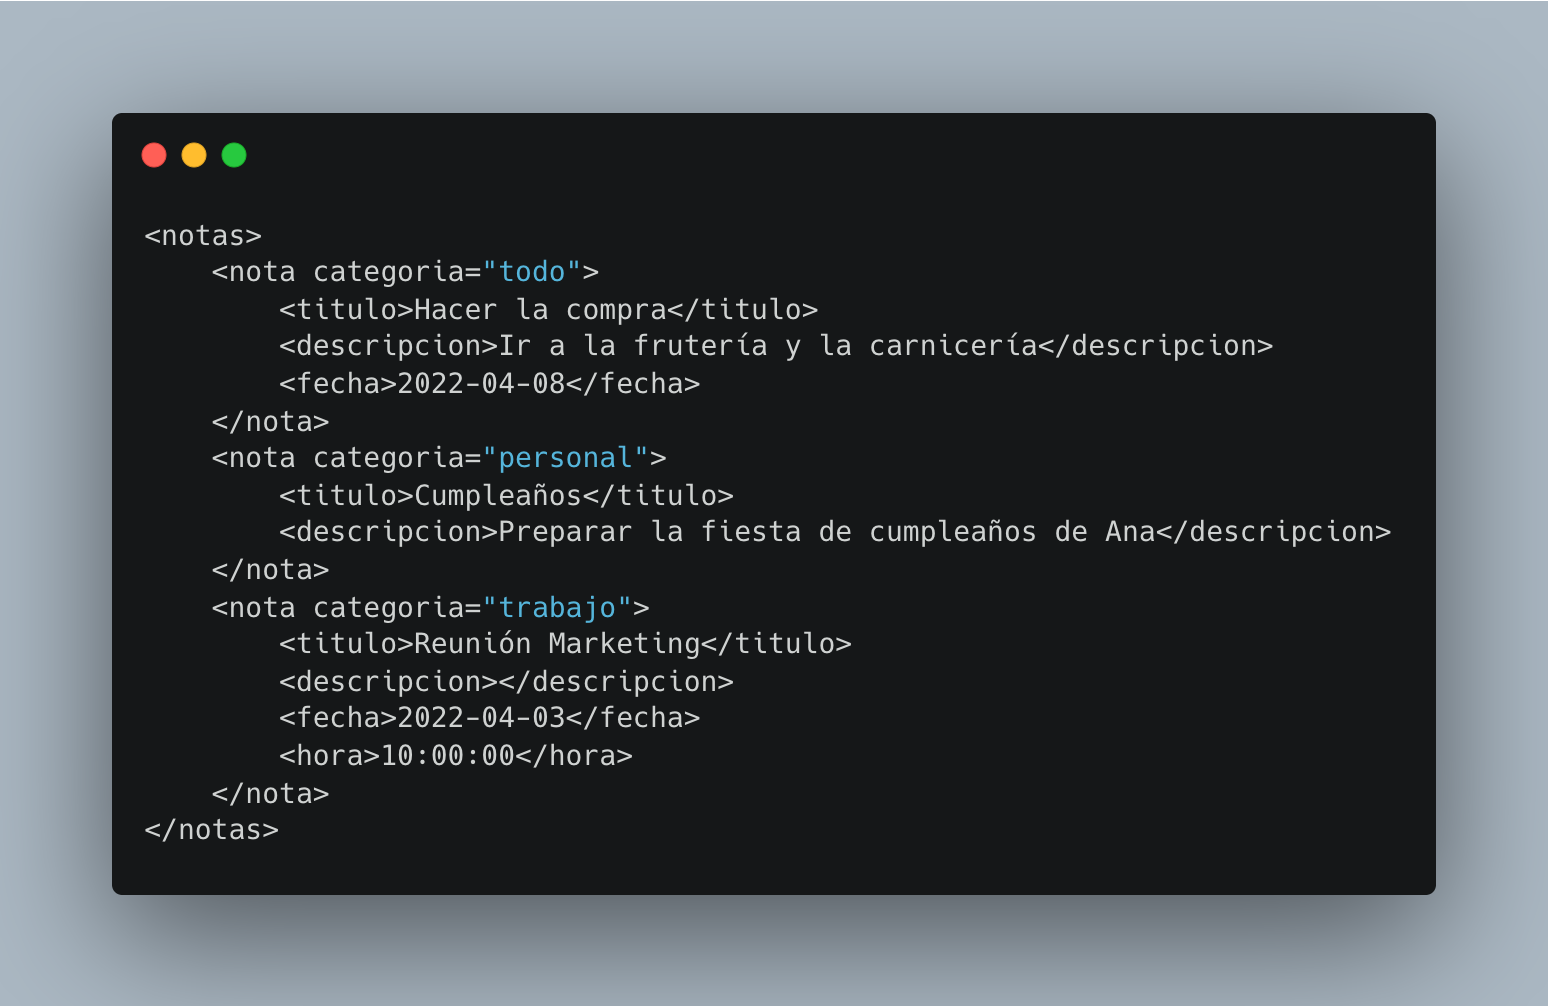 <notas>
    <nota categoria="todo">
        <titulo>Hacer la compra</titulo>
        <descripcion>Ir a la frutería y la carnicería</descripcion>
        <fecha>2022-04-08</fecha>
    </nota>
    <nota categoria="personal">
        <titulo>Cumpleaños</titulo>
        <descripcion>Preparar la fiesta de cumpleaños de Ana</descripcion>
    </nota>
    <nota categoria="trabajo">
        <titulo>Reunión Marketing</titulo>
        <descripcion></descripcion>
        <fecha>2022-04-03</fecha>
        <hora>10:00:00</hora>
    </nota>
</notas>